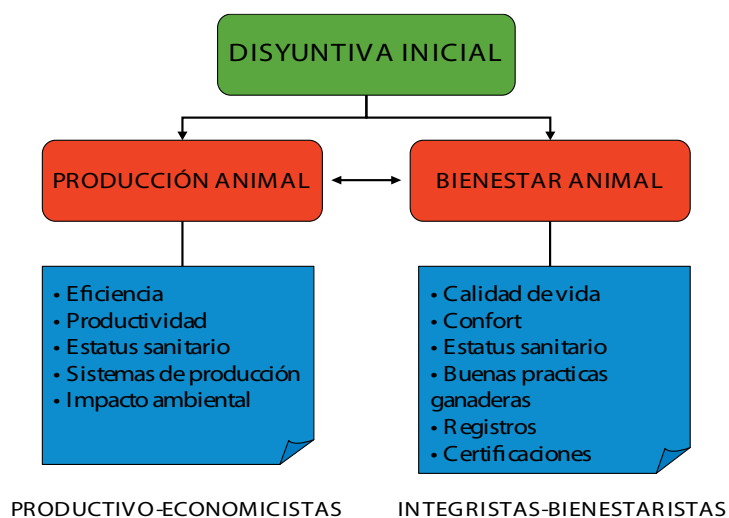 DISYUNTIVA INICIAL
PRODUCCIÓN ANIMAL
BIENESTAR ANIMAL
• Eficiencia
• Productividad
• Estatus sanitario
• Sistemas de producción
• Impacto ambiental
• Calidad de vida
• Confort
• Estatus sanitario
• Buenas practicas
ganaderas
• Registros
• Certificaciones
PRODUCTIVO-ECONOMICISTAS
INTEGRISTAS-BIENESTARISTAS